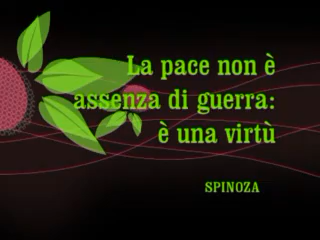 La pace non è
assenza di guerra:
è una virtù
SPINOZA